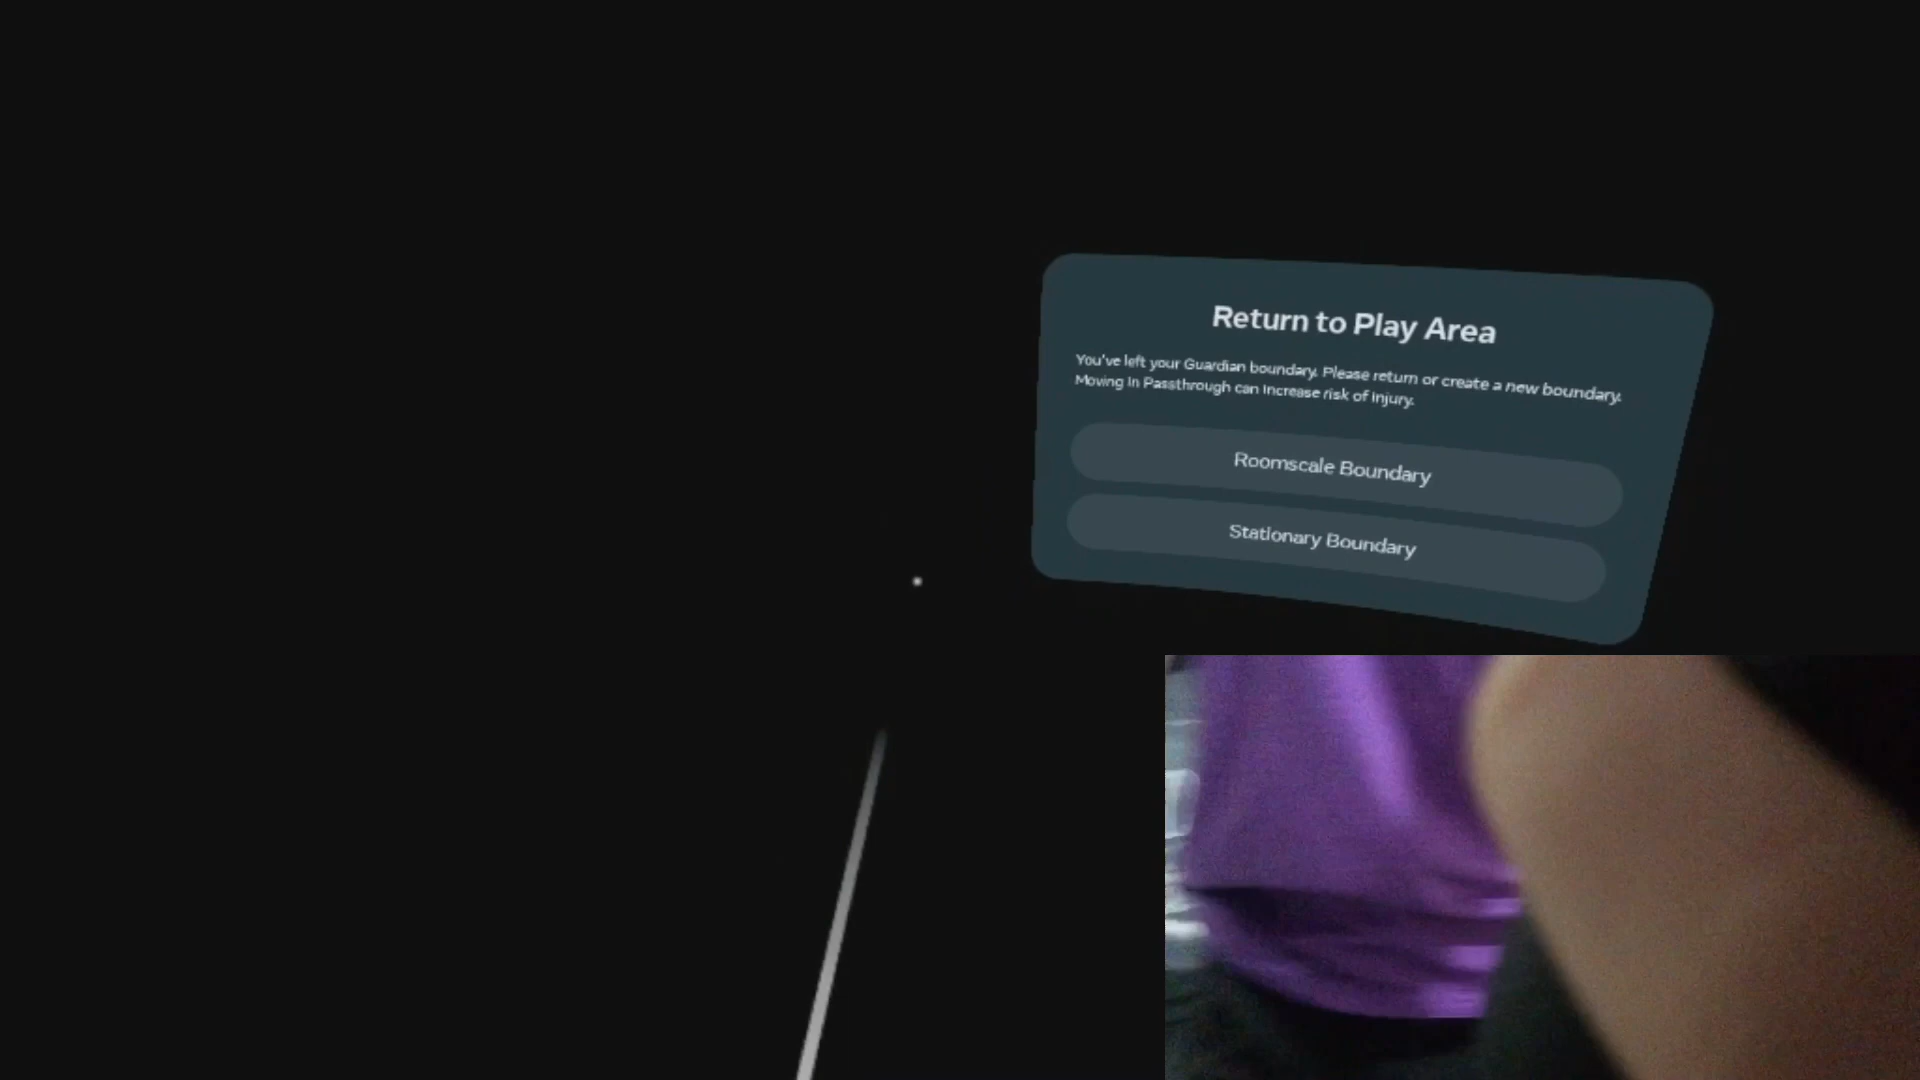 Return to Play Area
You've left your Guardian boundary. Please return or create a new boundary.
Moving in Passthrough can increase risk of injury.
Roomscale Boundary
Stationary Boundary